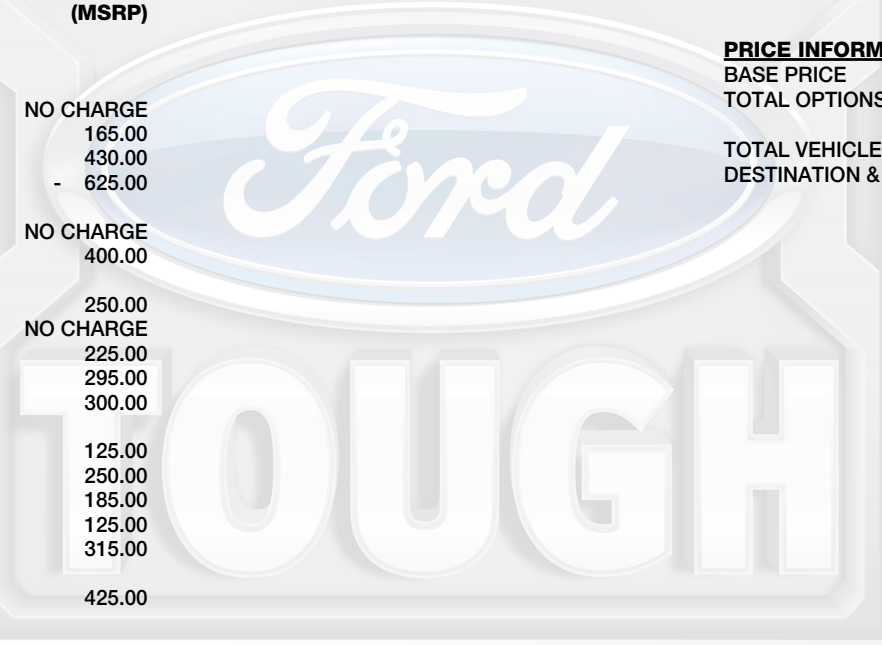 (MSRP)
NO CHARGE
165.00
430.00
- 625.00
NO CHARGE
400.00
250.00
NO CHARGE
225.00
295.00
300.00
125.00
250.00
185.00
125.00
315.00
425.00
PRICE INFORM
BASE PRICE
TOTAL OPTIONS
TOTAL VEHICLE
DESTINATION &
Ford
TOUGH